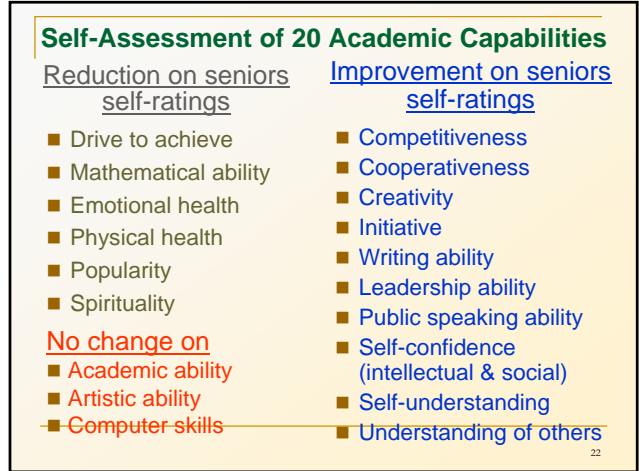 Self-Assessment of 20 Academic Capabilities
Reduction on seniors
self-ratings
■ Drive to achieve
■ Mathematical ability
■ Emotional health
■ Physical health
■ Popularity
■ Spirituality
No change on
■ Academic ability
■ Artistic ability
■ Computer skills
Improvement on seniors
self-ratings
■ Competitiveness
■ Cooperativeness
■ Creativity
■ Initiative
■ Writing ability
■ Leadership ability
■ Public speaking ability
■ Self-confidence
(intellectual & social)
■ Self-understanding
■ Understanding of others
22